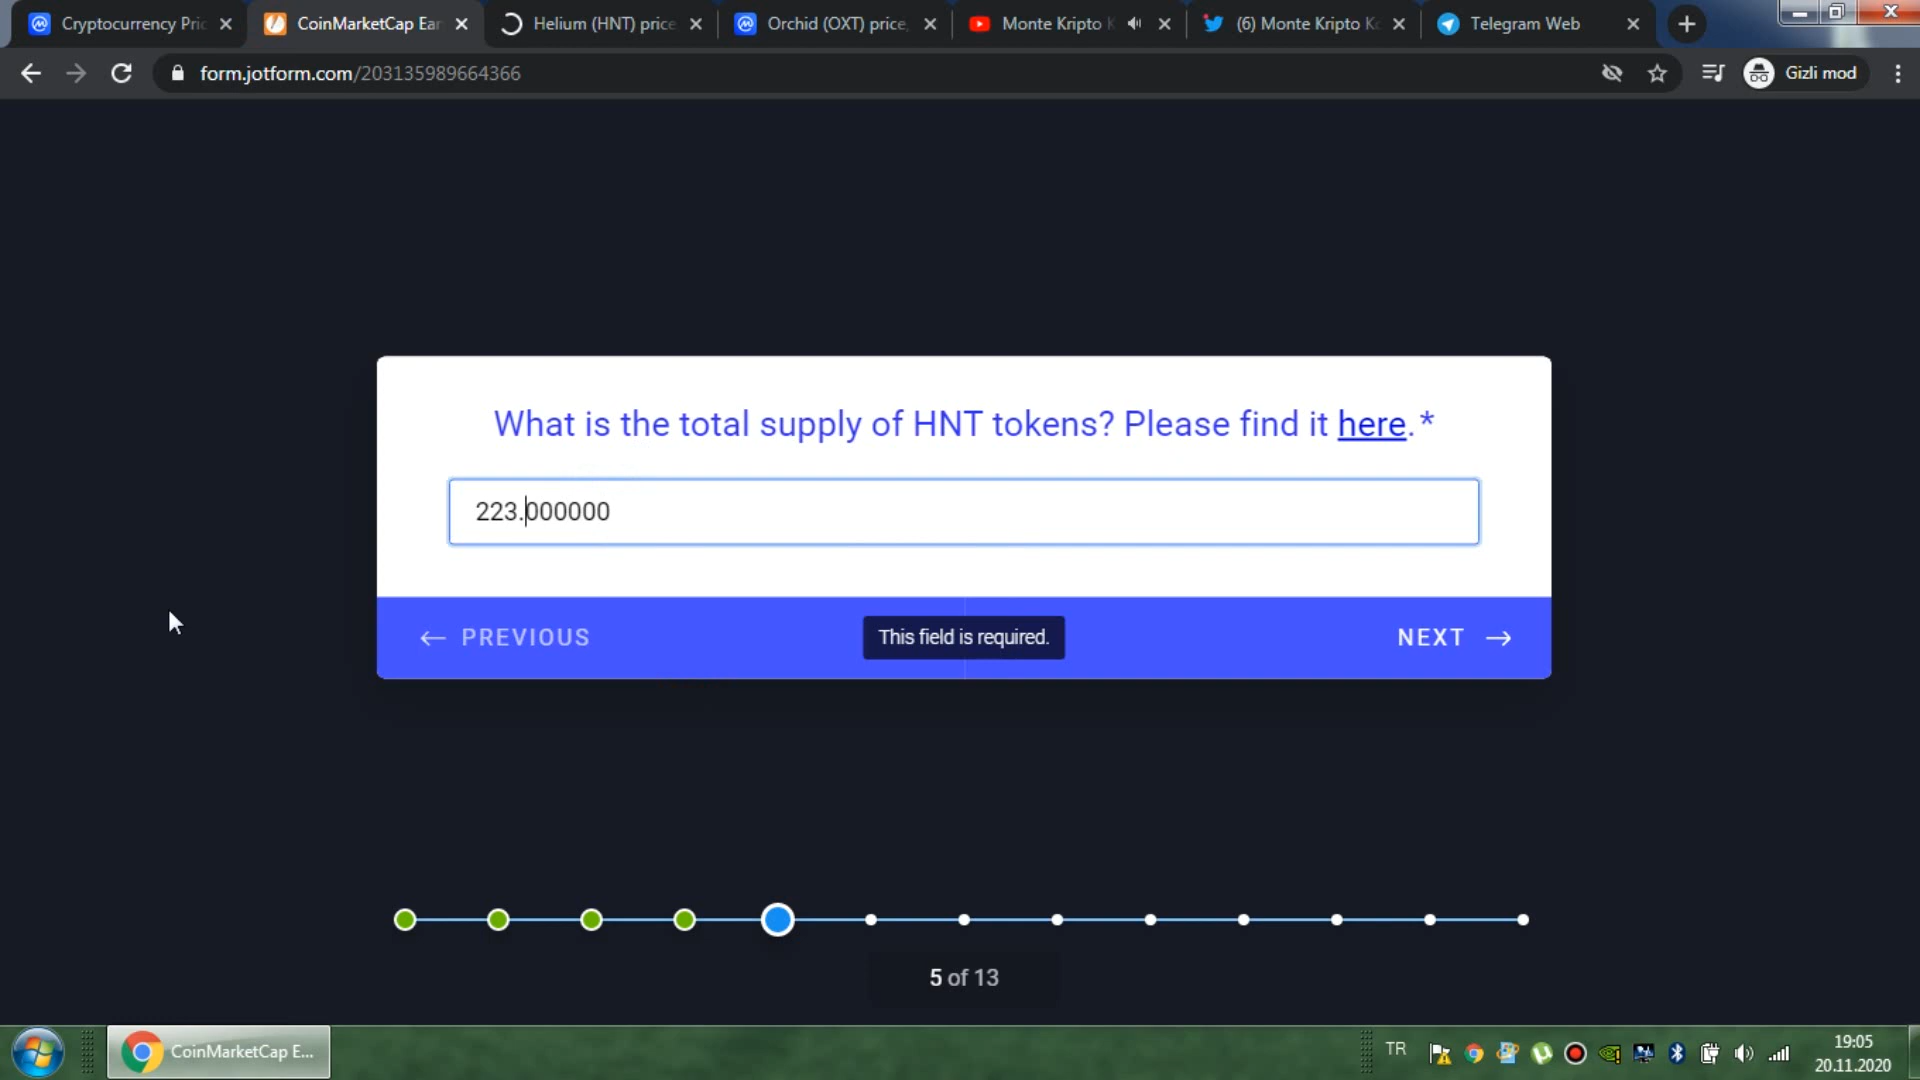 Cryptocurrency Pric
CoinMarketCap Ear
Helium (HNT) price
Orchid (OXT) price,
Monte Kripto K
(6) Monte Kripto Ko
Telegram Web
form.jotform.com/203135989664366
Gizli mod
What is the total supply of HNT tokens? Please find it here. *
223.000000
PREVIOUS
This field is required.
NEXT
5 of 13
CoinMarketCap E...
TR
19:05
20.11.2020